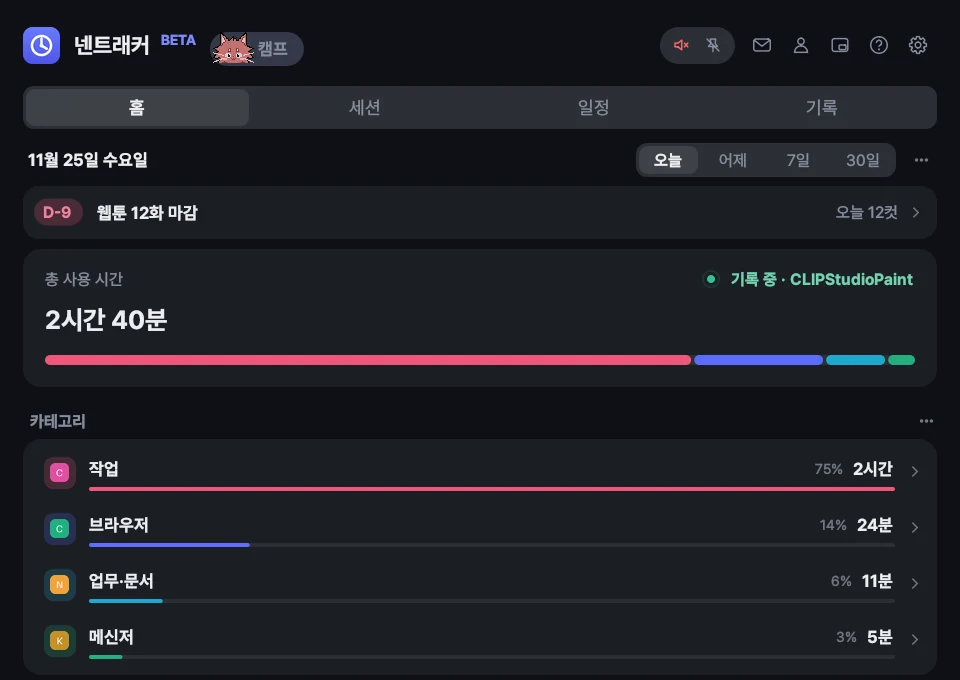 넨트래커 BETA 캠프
홈 세션 일정 기록
11월 25일 수요일 오늘 어제 7일 30일
D-9 웹툰 12화 마감 오늘 12컷
총 사용 시간 기록 중 · CLIPStudioPaint
2시간 40분
카테고리
C 작업 75% 2시간
C 브라우저 14% 24분
N 업무·문서 6% 11분
K 메신저 3% 5분